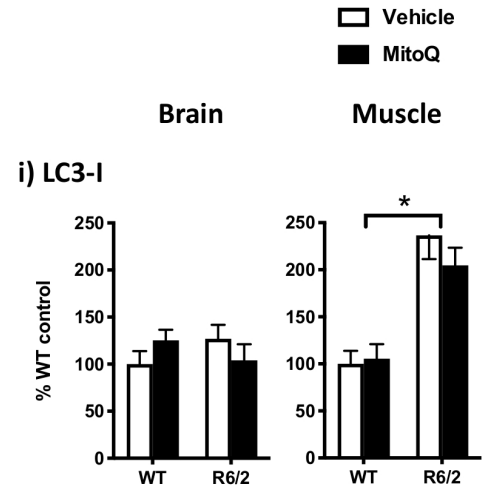 Vehicle
MitoQ
Brain
Muscle
i) LC3-I
% WT control
250
200
150
100
50
0
WT
R6/2
250
200
150
100
50
0
*
WT
R6/2